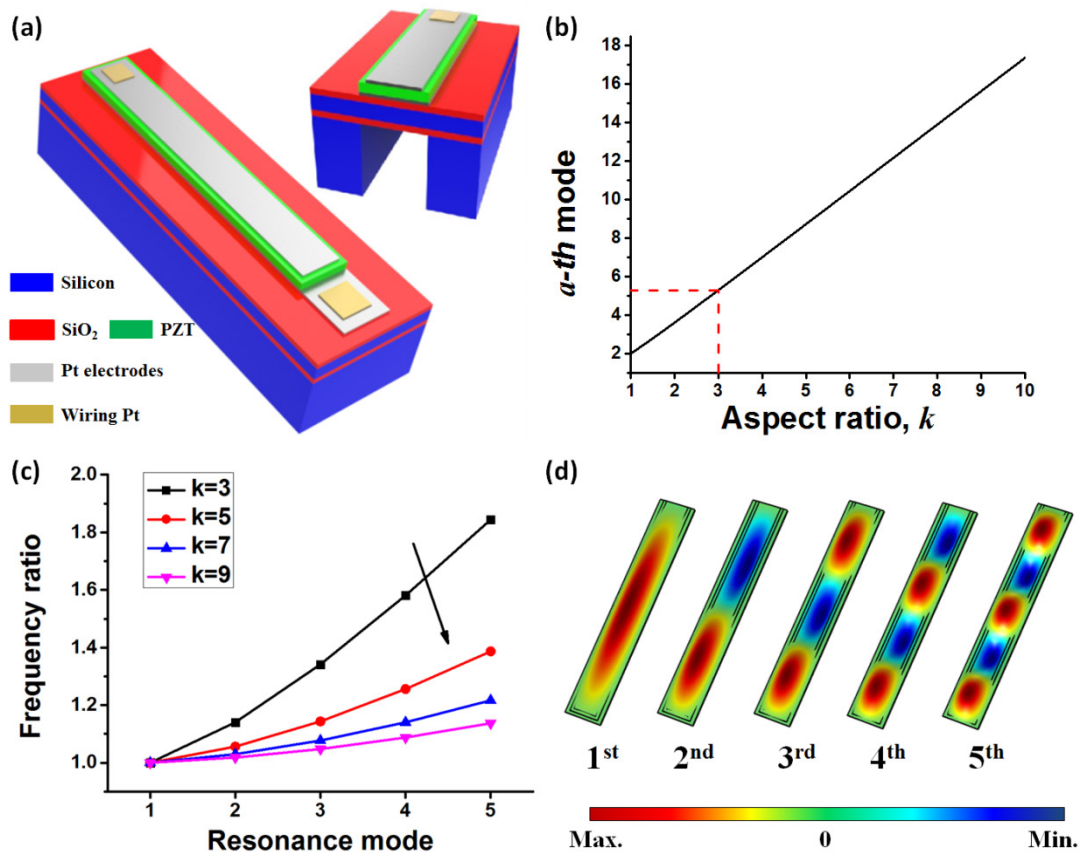 (a)
Silicon
SiO₂ PZT
Pt electrodes
Wiring Pt
(b)
18
16
14
12
10
8
6
4
2
a-th mode
1 2 3 4 5 6 7 8 9 10
Aspect ratio, k
(c)
2.0
1.8
1.6
1.4
1.2
1.0
Frequency ratio
k=3
k=5
k=7
k=9
1 2 3 4 5
Resonance mode
(d)
1st 2nd 3rd 4th 5th
Max. 0 Min.